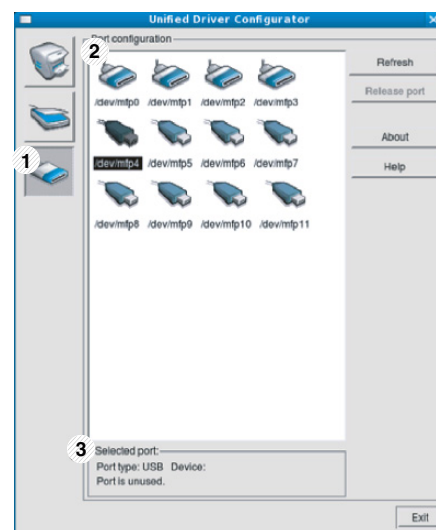 Unified Driver Configurator
Port configuration
2
Refresh
/dev/mfp0 /dev/mfp1 /dev/mfp2 /dev/mfp3
Release port
About
1
/dev/mfp4 /dev/mfp5 /dev/mfp6 /dev/mfp7
Help
/dev/mfp8 /dev/mfp9 /dev/mfp10 /dev/mfp11
3
Selected port:
Port type: USB Device:
Port is unused.
Exit